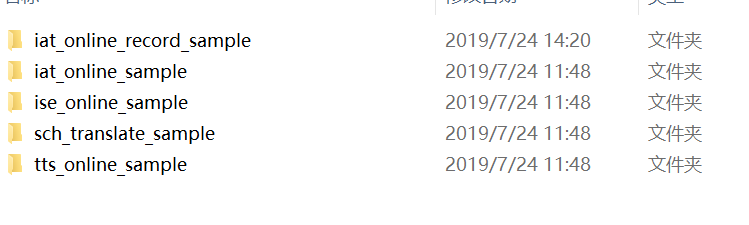 iat_online_record_sample 2019/7/24 14:20 文件夹
iat_online_sample 2019/7/24 11:48 文件夹
ise_online_sample 2019/7/24 11:48 文件夹
sch_translate_sample 2019/7/24 11:48 文件夹
tts_online_sample 2019/7/24 11:48 文件夹